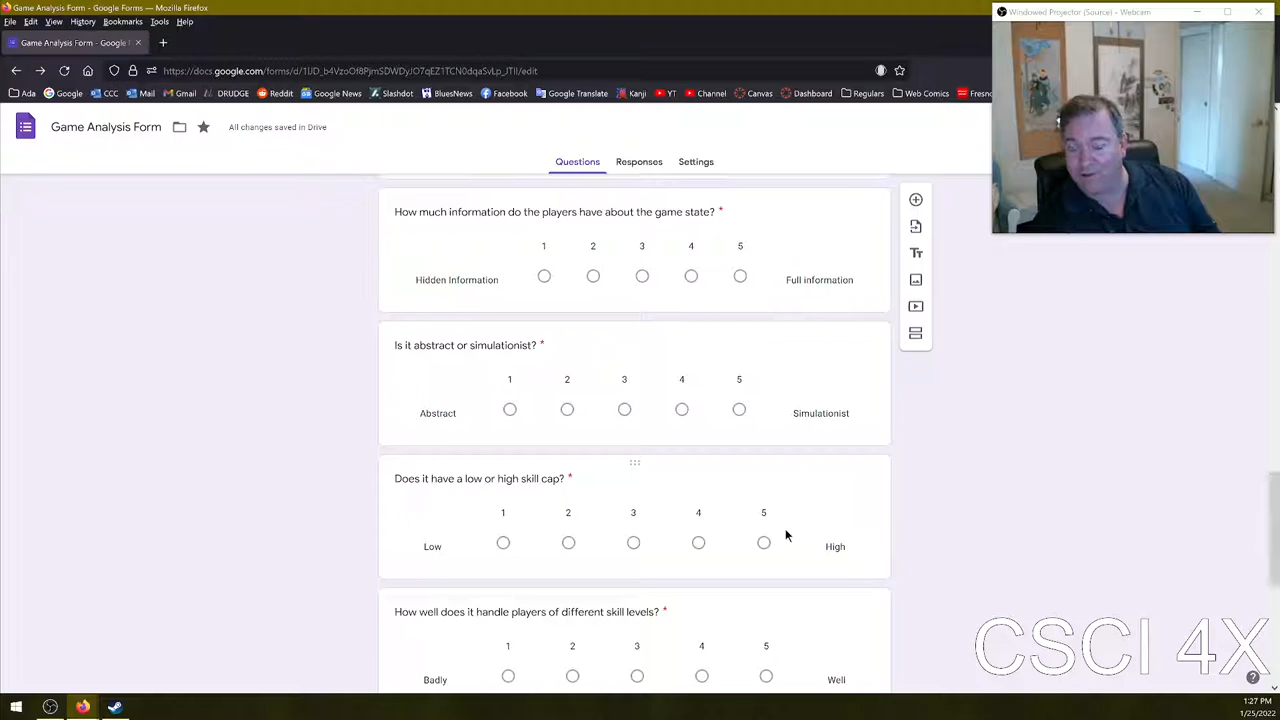 Game Analysis Form - Google Forms — Mozilla Firefox
Windowed Projector (Source) - Webcam
File Edit View History Bookmarks Tools Help
Game Analysis Form - Google
Ada Google CCC Mail Gmail DRUDGE Reddit Google News Slashdot Facebook Google Translate Kanji YT Channel Canvas Dashboard Regulars Web Comics Fresno
Game Analysis Form
All changes saved in Drive
Questions Responses Settings
How much information do the players have about the game state? *
1 2 3 4 5
Hidden Information Full information
Is it abstract or simulationist? *
1 2 3 4 5
Abstract Simulationist
Does it have a low or high skill cap? *
1 2 3 4 5
Low High
How well does it handle players of different skill levels? *
1 2 3 4 5
Badly Well
CSCI 4X
1:27 PM
1/25/2022